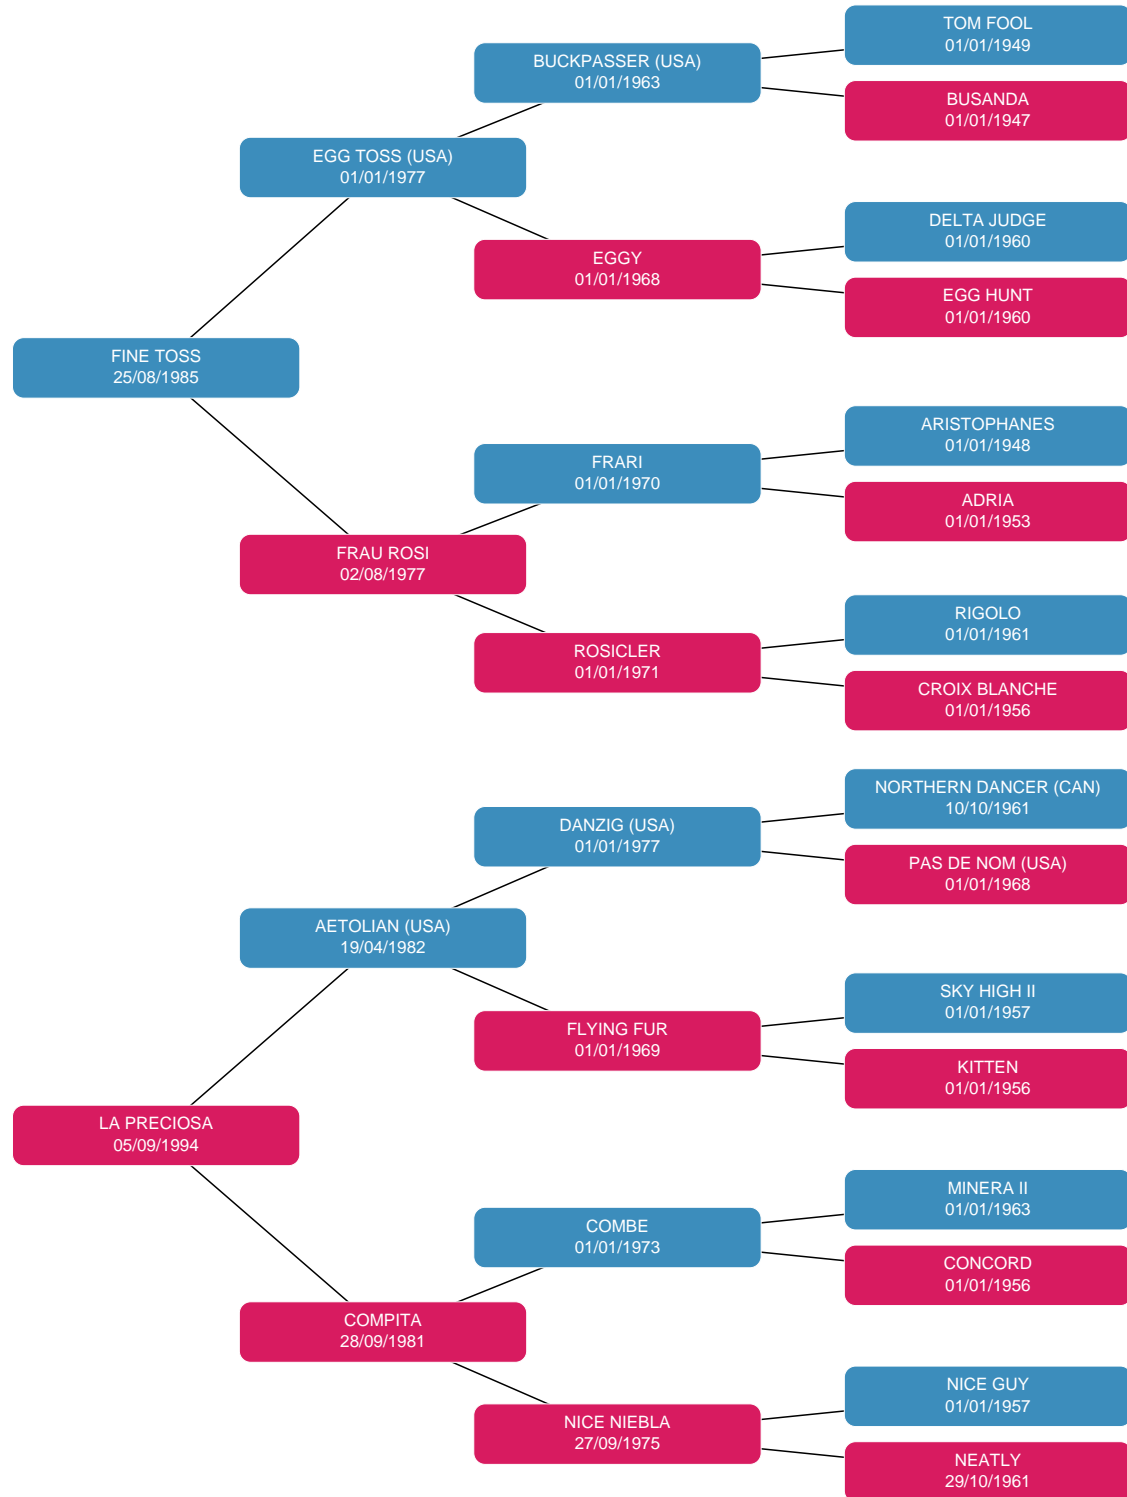 TOM FOOL
01/01/1949
BUCKPASSER (USA)
01/01/1963
BUSANDA
01/01/1947
EGG TOSS (USA)
01/01/1977
DELTA JUDGE
01/01/1960
EGGY
01/01/1968
EGG HUNT
01/01/1960
FINE TOSS
25/08/1985
ARISTOPHANES
01/01/1948
FRARI
01/01/1970
ADRIA
01/01/1953
FRAU ROSI
02/08/1977
RIGOLO
01/01/1961
ROSICLER
01/01/1971
CROIX BLANCHE
01/01/1956
NORTHERN DANCER (CAN)
10/10/1961
DANZIG (USA)
01/01/1977
PAS DE NOM (USA)
01/01/1968
AETOLIAN (USA)
19/04/1982
SKY HIGH II
01/01/1957
FLYING FUR
01/01/1969
KITTEN
01/01/1956
LA PRECIOSA
05/09/1994
MINERA II
01/01/1963
COMBE
01/01/1973
CONCORD
01/01/1956
COMPITA
28/09/1981
NICE GUY
01/01/1957
NICE NIEBLA
27/09/1975
NEATLY
29/10/1961